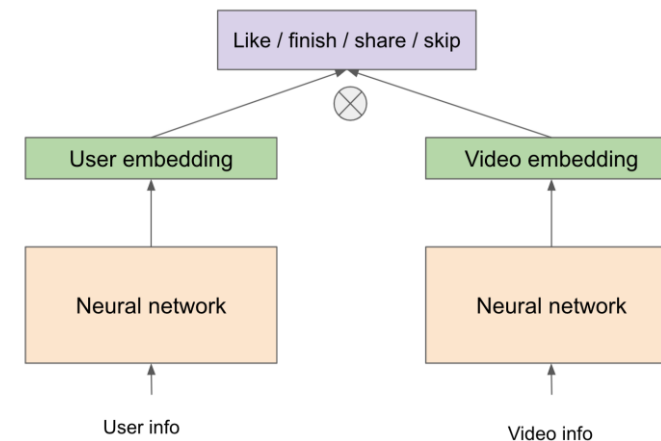 Like / finish / share / skip
User embedding
Video embedding
Neural network
Neural network
User info
Video info